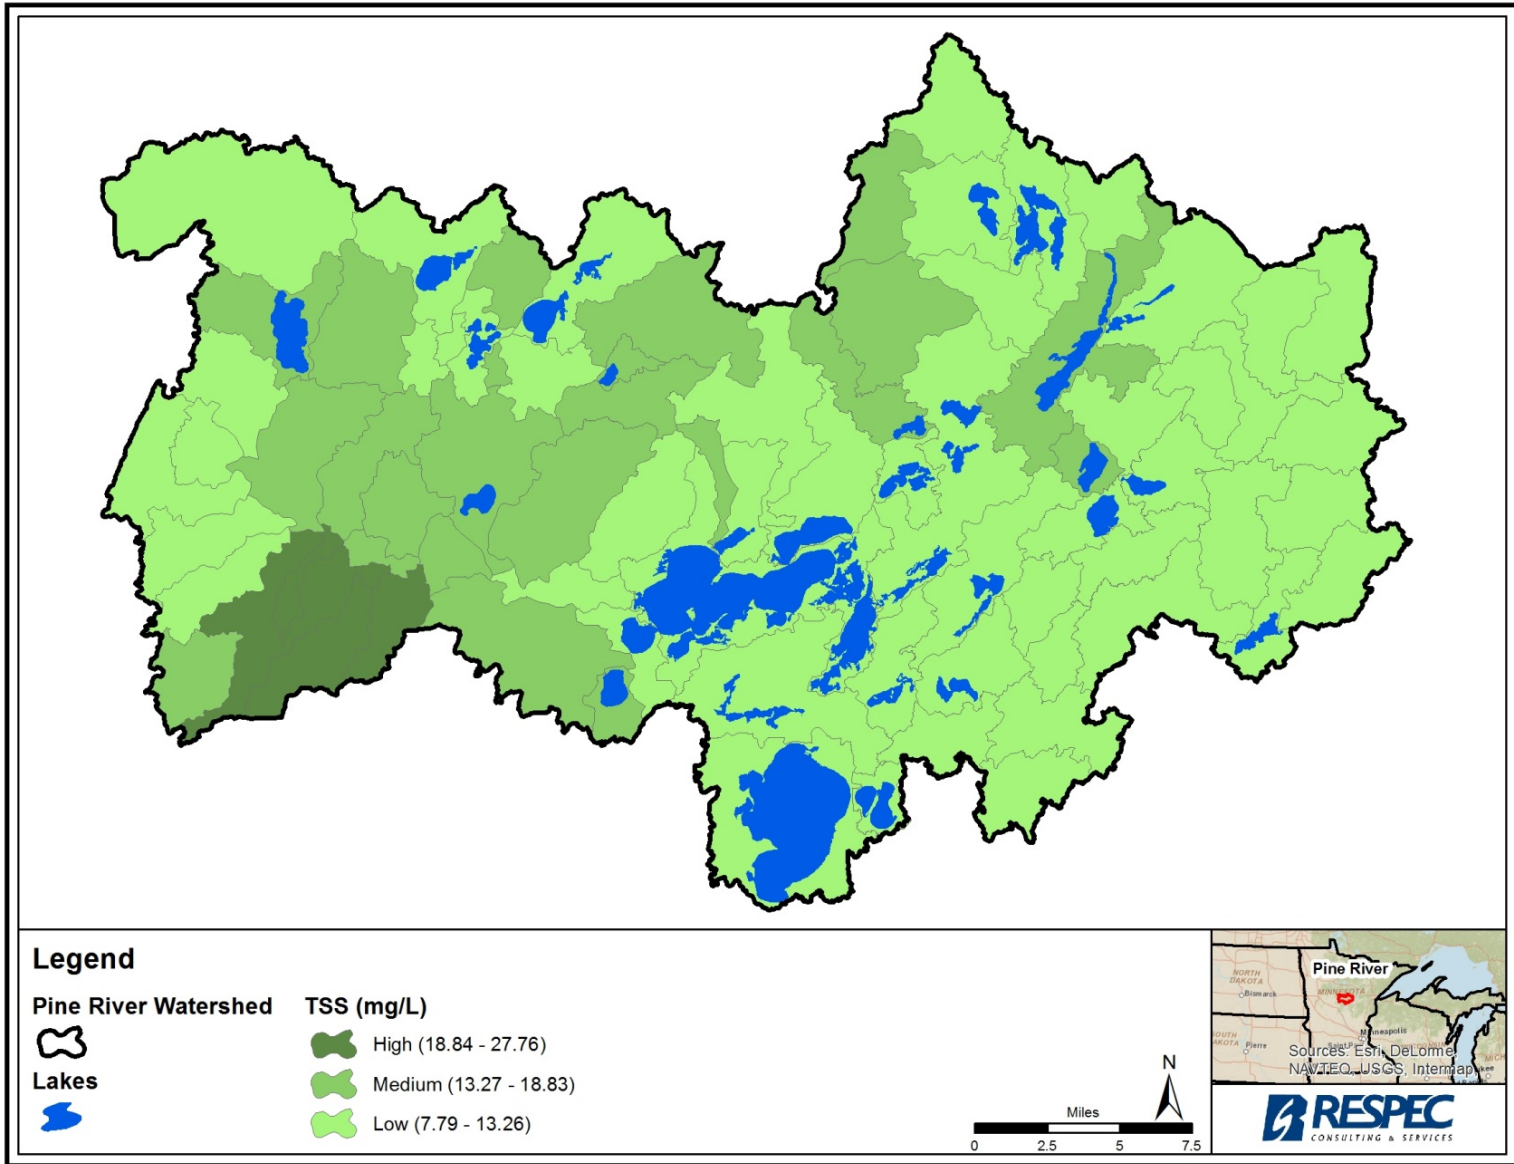 Legend
Pine River Watershed
Lakes
TSS (mg/L)
High (18.84 - 27.76)
Medium (13.27 - 18.83)
Low (7.79 - 13.26)
N
Miles
0 2.5 5 7.5
Pine River
NORTH
DAKOTA
Bismarck
MINNESOTA
Minneapolis
Pierre
Sources: Esri, DeLorme,
NAVTEQ, USGS, Intermap,
RESPEC
CONSULTING & SERVICES